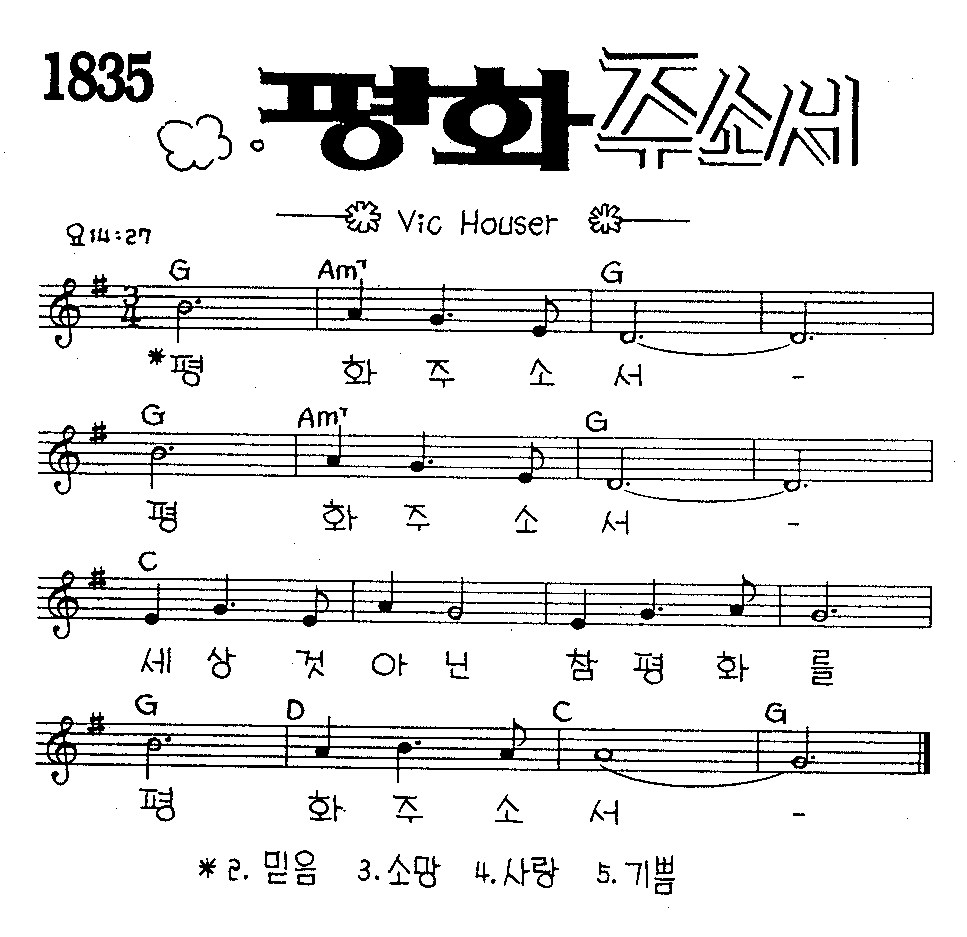 1835
평화주소서
Vic Houser
요14:27
G Am7 G
3/4
*평 화 주 소 서 -
G Am7 G
평 화 주 소 서 -
C
세 상 것 아 닌 참 평 화 를
G D C G
평 화 주 소 서 -
*2. 믿음 3. 소망 4. 사랑 5. 기쁨